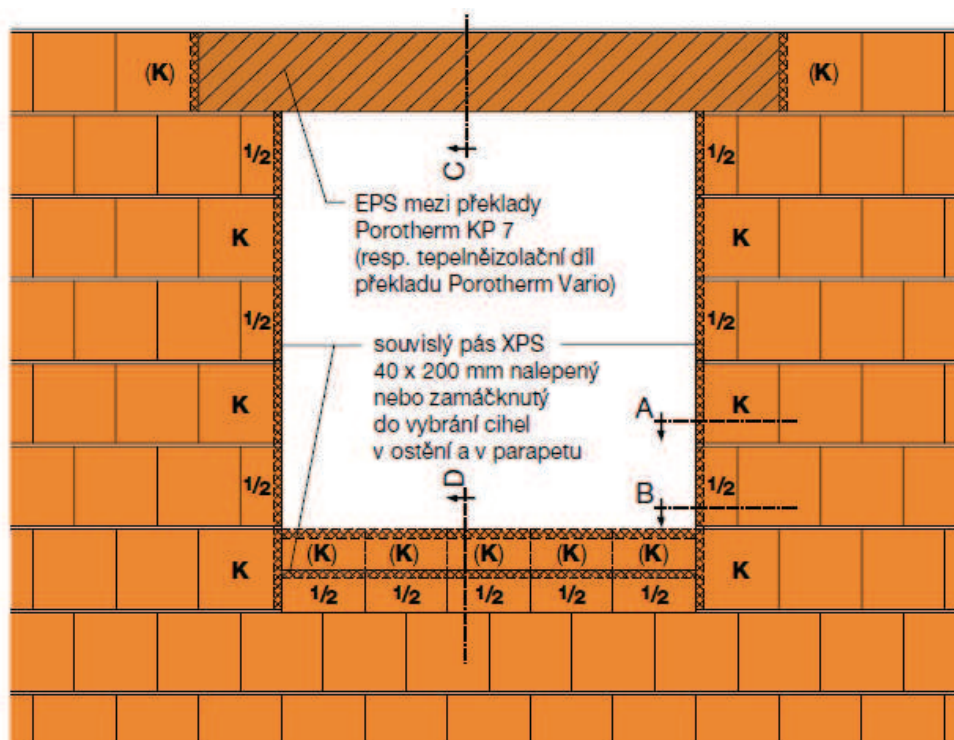 (K) (K)
1/2 1/2
C
EPS mezi překlady
Porotherm KP 7
(resp. tepelněizolační díl
překladu Porotherm Vario)
K K
1/2 1/2
souvislý pás XPS
40 x 200 mm nalepený
nebo zamáčknutý
do vybrání cihel
v ostění a v parapetu
K A K
D B
1/2 1/2
K (K) (K) (K) (K) (K) K
1/2 1/2 1/2 1/2 1/2